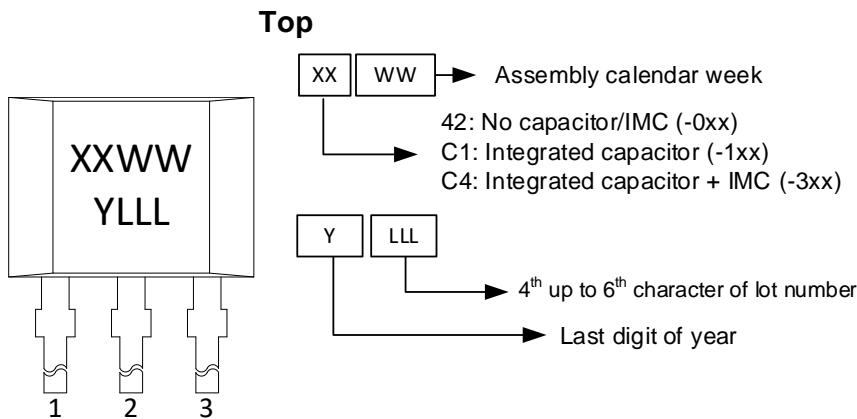 Top
XXWW
YLLL
1 2 3
XX WW Assembly calendar week
42: No capacitor/IMC (-0xx)
C1: Integrated capacitor (-1xx)
C4: Integrated capacitor + IMC (-3xx)
Y LLL
4th up to 6th character of lot number
Last digit of year